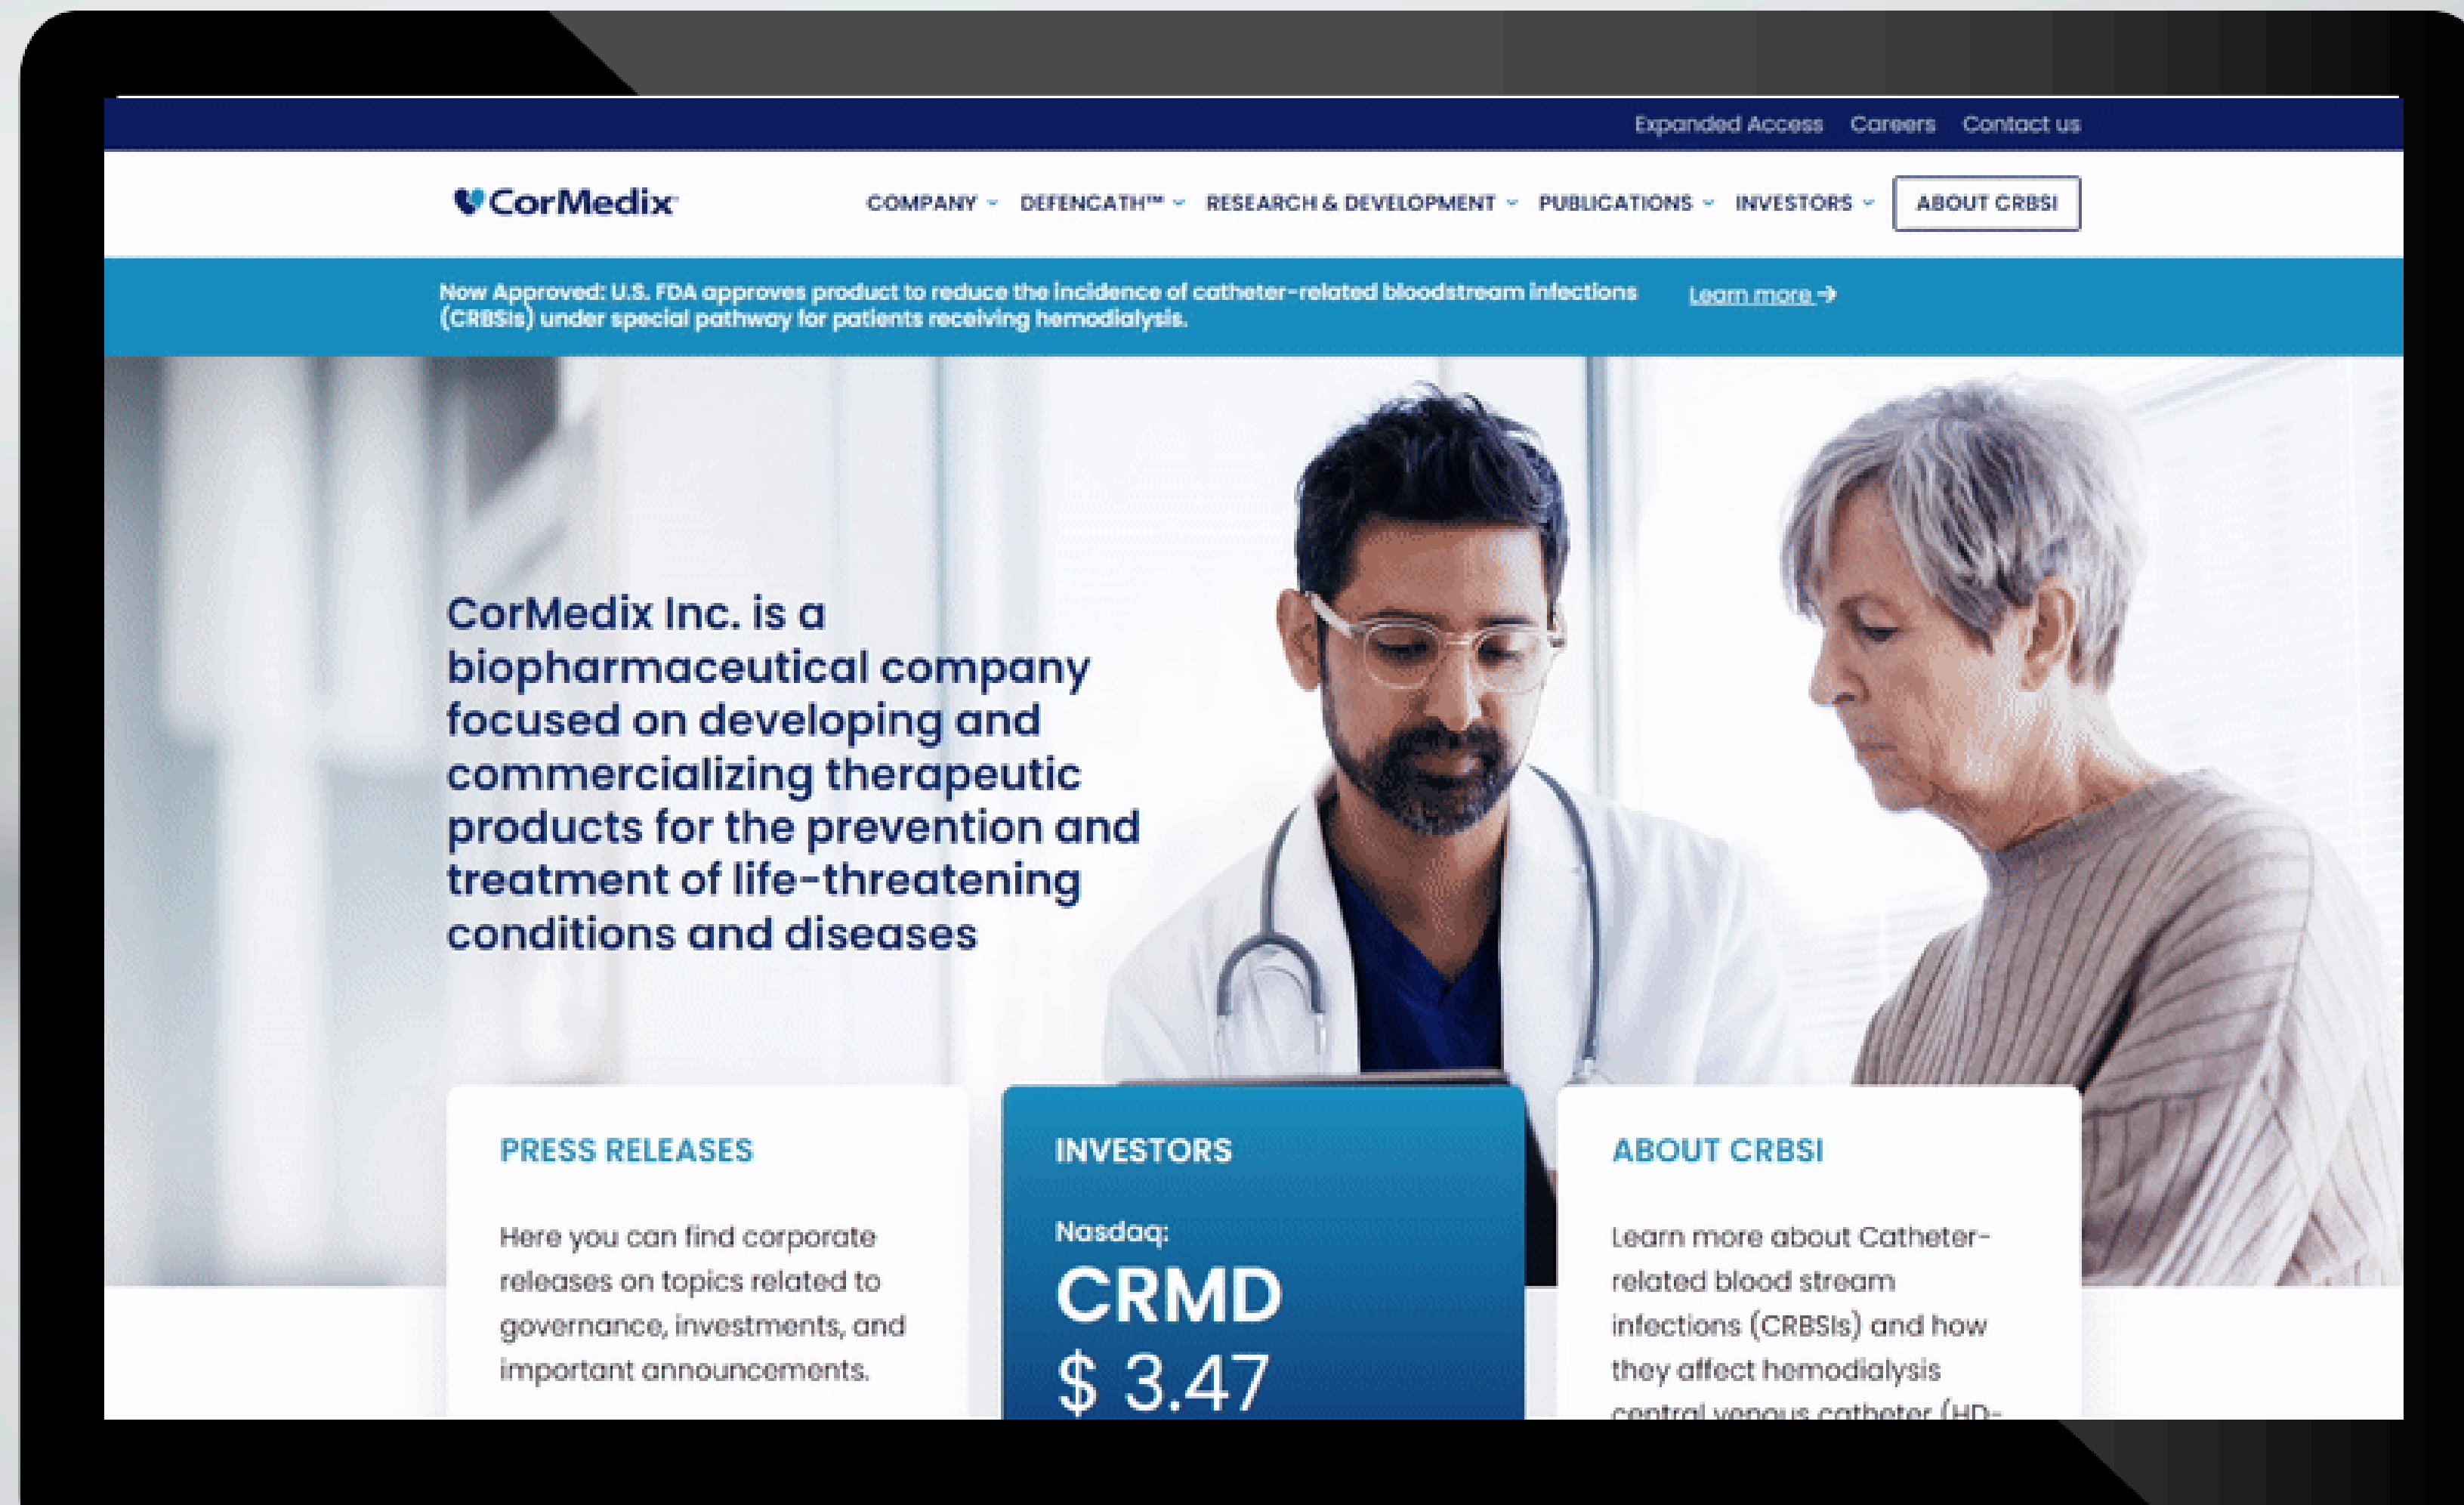 Expanded Access Careers Contact us
CorMedix
COMPANY DEFENCATH™ RESEARCH & DEVELOPMENT PUBLICATIONS INVESTORS ABOUT CRBSI
Now Approved: U.S. FDA approves product to reduce the incidence of catheter-related bloodstream infections
(CRBSIs) under special pathway for patients receiving hemodialysis.
Learn more →
CorMedix Inc. is a
biopharmaceutical company
focused on developing and
commercializing therapeutic
products for the prevention and
treatment of life-threatening
conditions and diseases
PRESS RELEASES
Here you can find corporate
releases on topics related to
governance, investments, and
important announcements.
INVESTORS
Nasdaq:
CRMD
$ 3.47
ABOUT CRBSI
Learn more about Catheter-
related blood stream
infections (CRBSIs) and how
they affect hemodialysis
central venous catheter (HD-